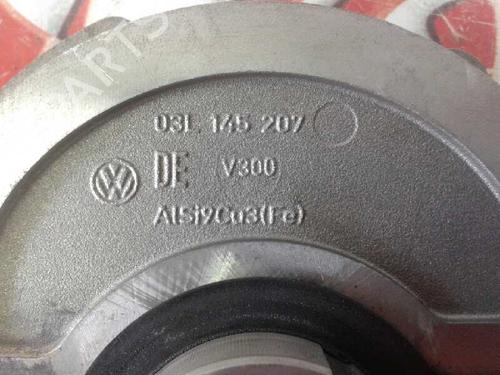 03L 145 207
DE V300
AlSi9Cu3(Fe)